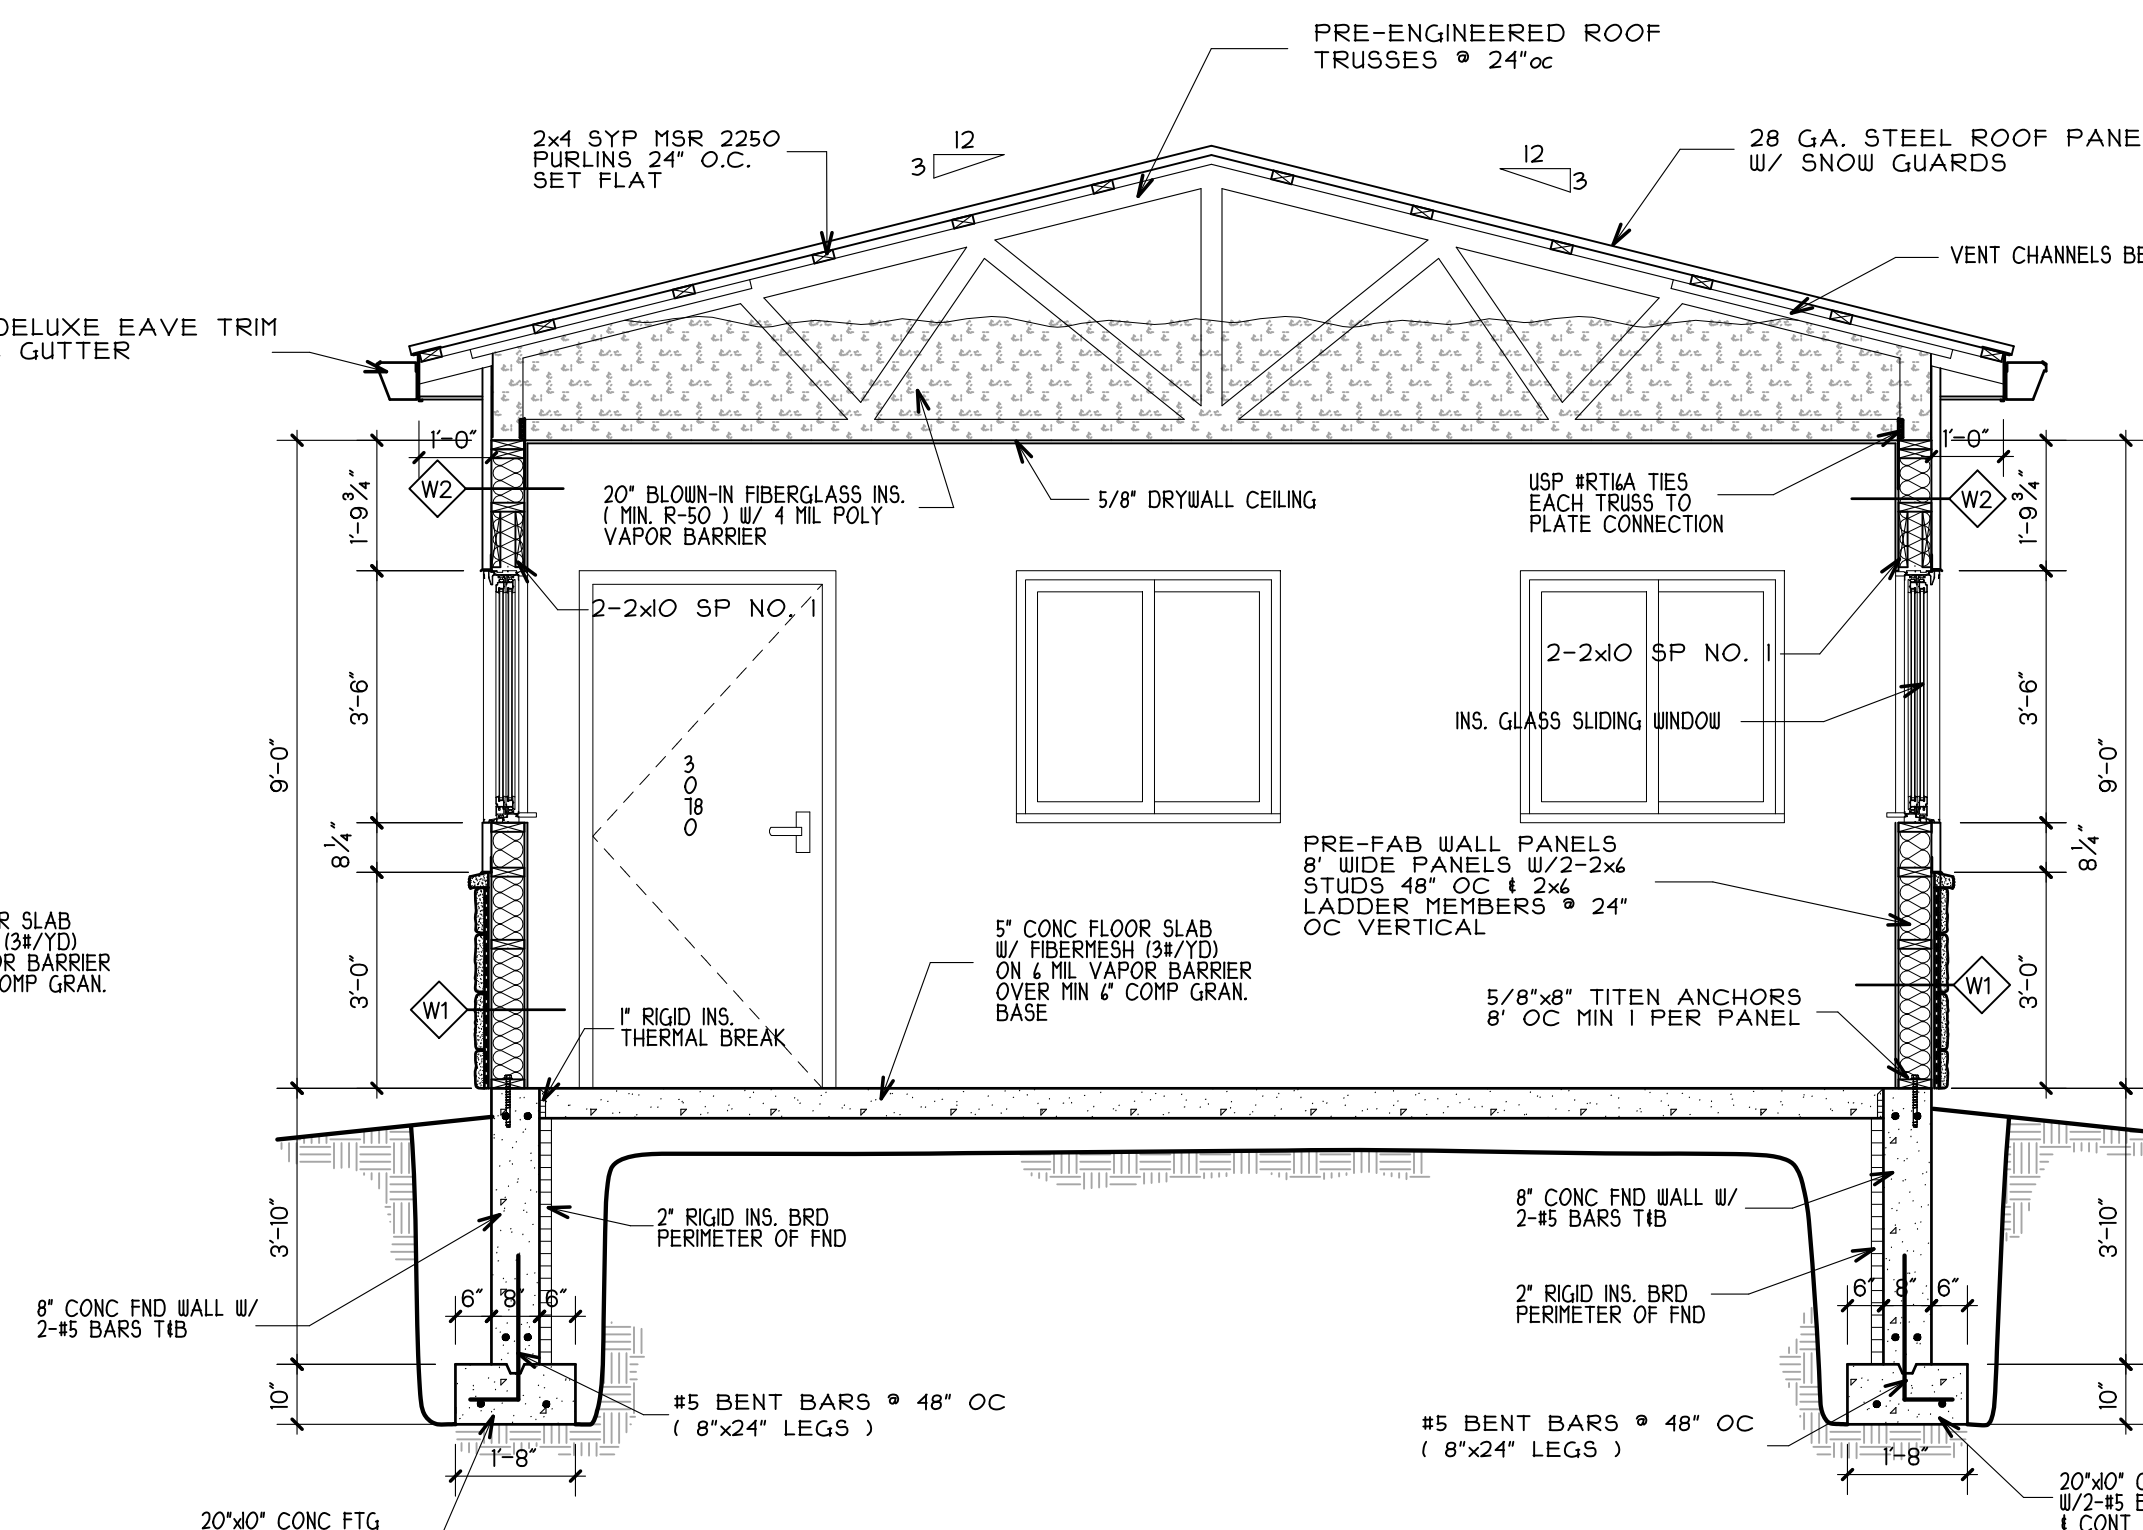 PRE-ENGINEERED ROOF
TRUSSES @ 24"oc
2x4 SYP MSR 2250
PURLINS 24" O.C.
SET FLAT
12
3
12
3
28 GA. STEEL ROOF PANE
W/ SNOW GUARDS
VENT CHANNELS BE
DELUXE EAVE TRIM
GUTTER
1'-0"
1'-0"
W2
W2
1'-9 3/4"
1'-9 3/4"
20" BLOWN-IN FIBERGLASS INS.
( MIN. R-50 ) W/ 4 MIL POLY
VAPOR BARRIER
5/8" DRYWALL CEILING
USP #RT16A TIES
EACH TRUSS TO
PLATE CONNECTION
2-2x10 SP NO. 1
2-2x10 SP NO. 1
INS. GLASS SLIDING WINDOW
3'-6"
3'-6"
9'-0"
9'-0"
3
0
78
0
8 1/4"
8 1/4"
PRE-FAB WALL PANELS
8' WIDE PANELS W/2-2x6
STUDS 48" OC & 2x6
LADDER MEMBERS @ 24"
OC VERTICAL
R SLAB
(3#/YD)
OR BARRIER
OMP GRAN.
5" CONC FLOOR SLAB
W/ FIBERMESH (3#/YD)
ON 6 MIL VAPOR BARRIER
OVER MIN 6" COMP GRAN.
BASE
3'-0"
3'-0"
W1
W1
1" RIGID INS.
THERMAL BREAK
5/8"x8" TITEN ANCHORS
8' OC MIN 1 PER PANEL
3'-10"
3'-10"
2" RIGID INS. BRD
PERIMETER OF FND
8" CONC FND WALL W/
2-#5 BARS T&B
8" CONC FND WALL W/
2-#5 BARS T&B
2" RIGID INS. BRD
PERIMETER OF FND
6" 8" 6"
6" 8" 6"
10"
10"
#5 BENT BARS @ 48" OC
( 8"x24" LEGS )
#5 BENT BARS @ 48" OC
( 8"x24" LEGS )
1'-8"
1'-8"
20"x10" CONC FTG
20"x10" C
W/2-#5 B
& CONT